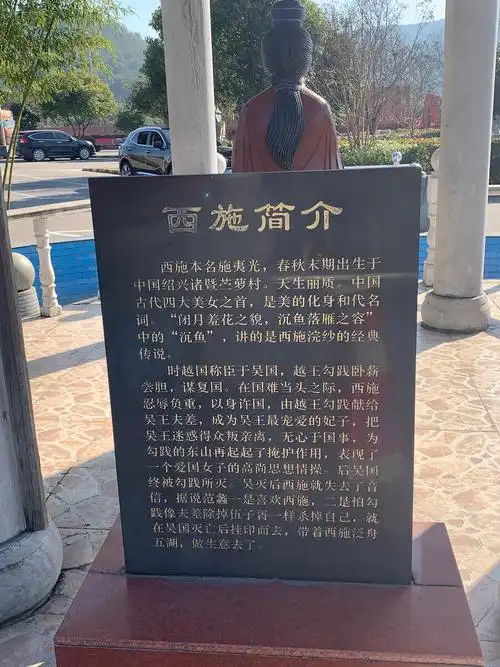 西施简介
西施本名施夷光，春秋末期出生于
中国绍兴诸暨苎萝村。天生丽质。中国
古代四大美女之首，是美的化身和代名
词。“闭月羞花之貌，沉鱼落雁之容”
中的“沉鱼”，讲的是西施浣纱的经典
传说。
时越国称臣于吴国，越王勾践卧薪
尝胆，谋复国。在国难当头之际，西施
忍辱负重，以身许国，由越王勾践献给
吴王夫差，成为吴王最宠爱的妃子，把
吴王迷惑得众叛亲离，无心于国事，为
勾践的东山再起起了掩护作用，表现了
一个爱国女子的高尚思想情操。后吴国
终被勾践所灭。吴灭后西施就失去了音
信，据说范蠡一是喜欢西施，二是怕勾
践像夫差除掉伍子胥一样杀掉自己，就
在吴国灭亡后挂印而去，带着西施泛舟
五湖，做生意去了。